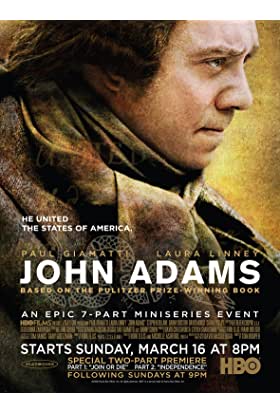 HE UNITED
THE STATES OF AMERICA.
PAUL GIAMATTI LAURA LINNEY
JOHN ADAMS
BASED ON THE PULITZER PRIZE-WINNING BOOK
AN EPIC 7-PART MINISERIES EVENT
STARTS SUNDAY, MARCH 16 AT 8PM
SPECIAL TWO-PART PREMIERE
PART 1: "JOIN OR DIE" PART 2: "INDEPENDENCE"
FOLLOWING SUNDAYS AT 9PM
HBO